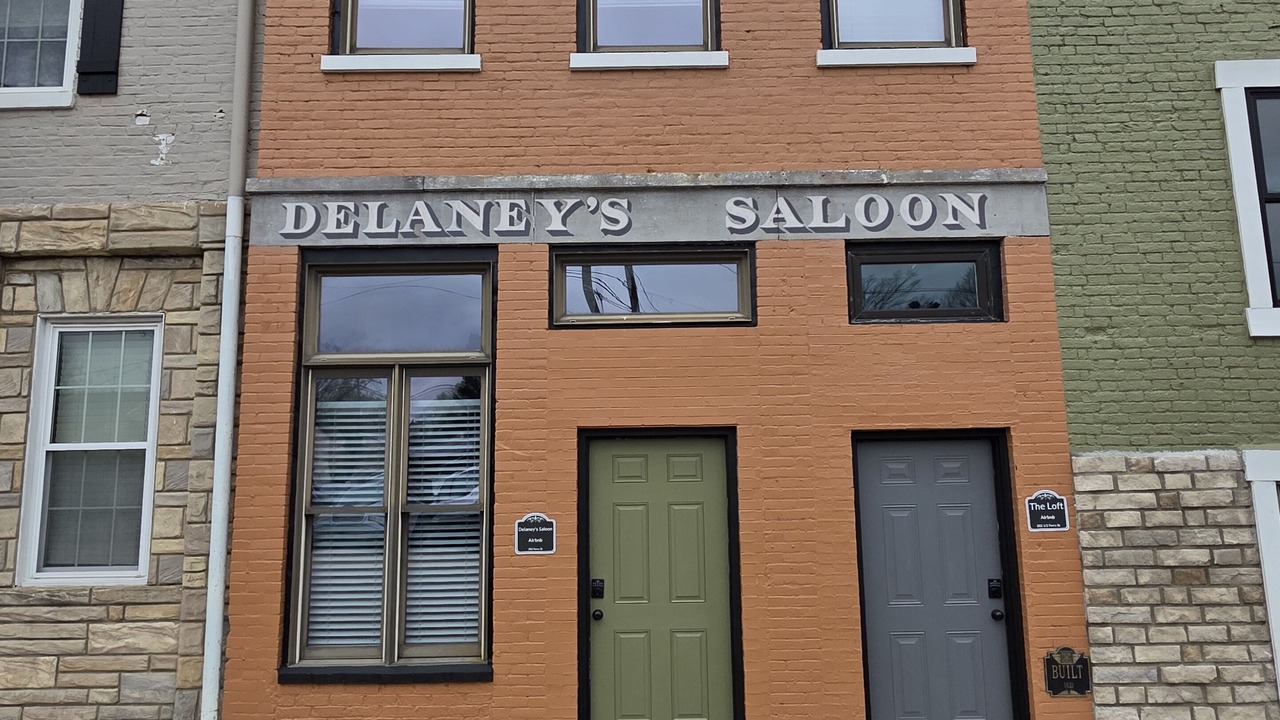 DELANEY'S SALOON
Delaney's Saloon
Airbnb
The Loft
Airbnb
BUILT